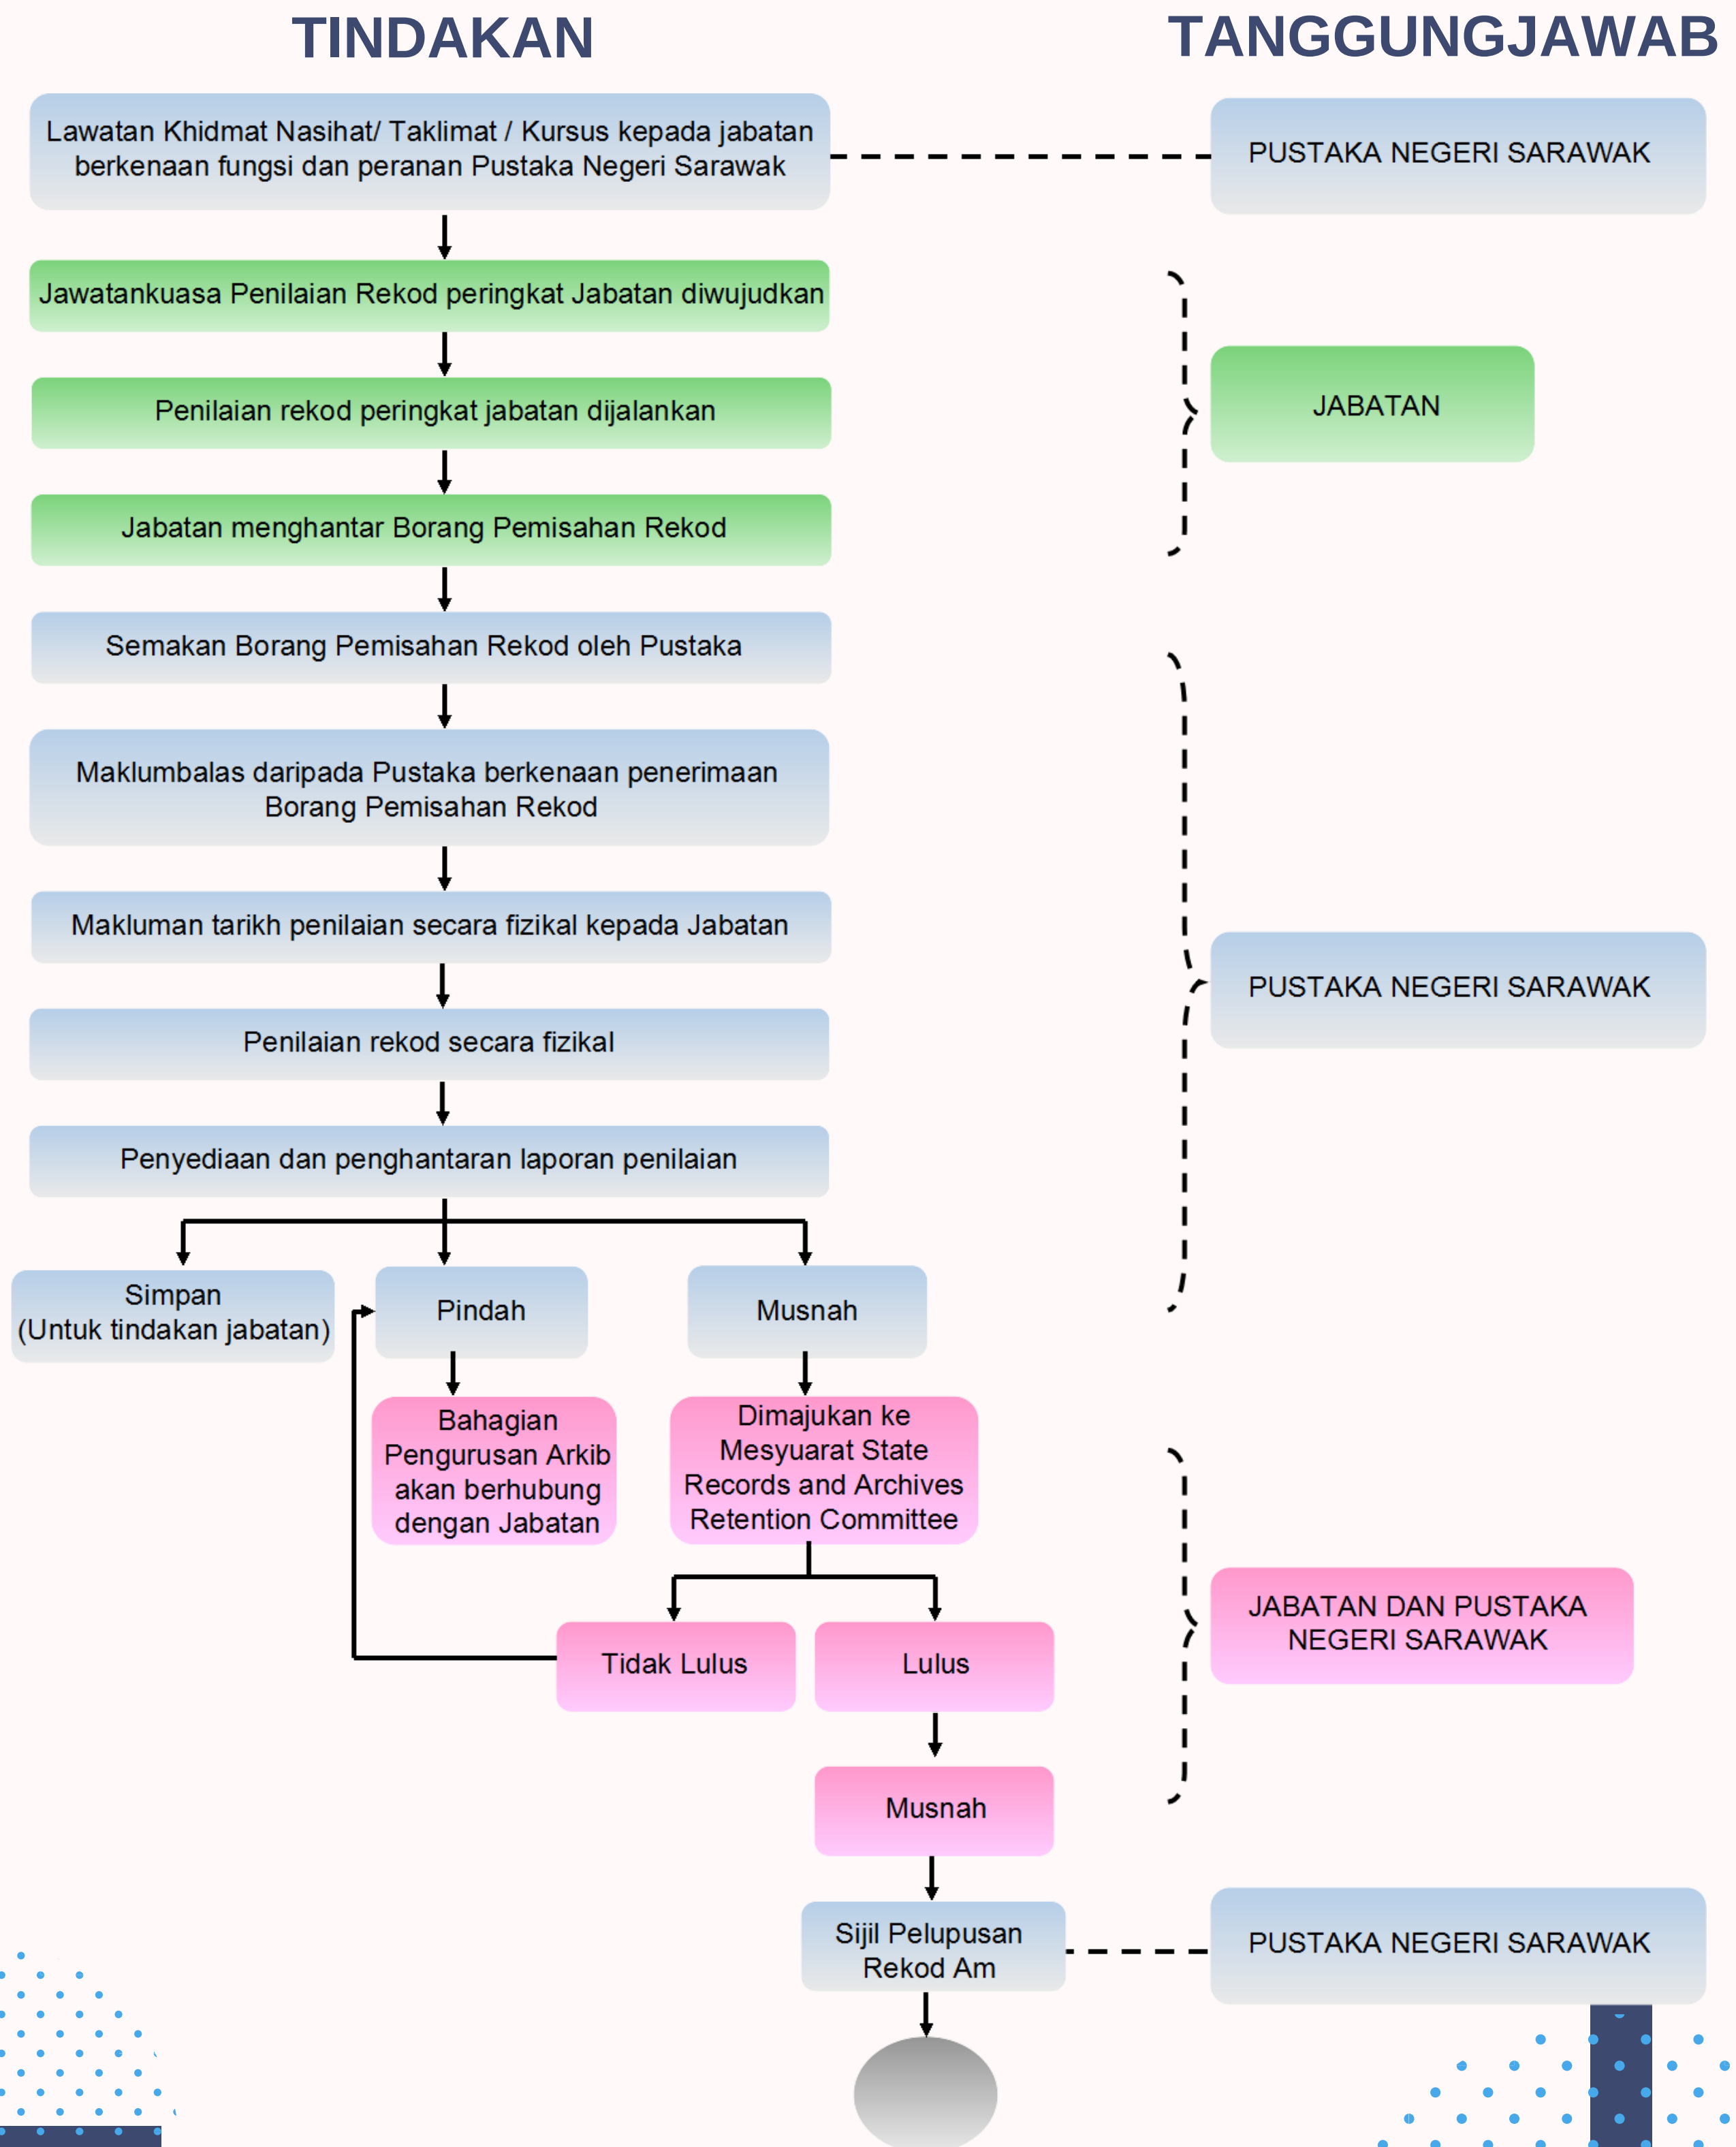 TINDAKAN
TANGGUNGJAWAB
Lawatan Khidmat Nasihat/ Taklimat / Kursus kepada jabatan
berkenaan fungsi dan peranan Pustaka Negeri Sarawak
PUSTAKA NEGERI SARAWAK
Jawatankuasa Penilaian Rekod peringkat Jabatan diwujudkan
Penilaian rekod peringkat jabatan dijalankan
JABATAN
Jabatan menghantar Borang Pemisahan Rekod
Semakan Borang Pemisahan Rekod oleh Pustaka
Maklumbalas daripada Pustaka berkenaan penerimaan
Borang Pemisahan Rekod
Makluman tarikh penilaian secara fizikal kepada Jabatan
PUSTAKA NEGERI SARAWAK
Penilaian rekod secara fizikal
Penyediaan dan penghantaran laporan penilaian
Simpan
(Untuk tindakan jabatan)
Pindah
Musnah
Bahagian
Pengurusan Arkib
akan berhubung
dengan Jabatan
Dimajukan ke
Mesyuarat State
Records and Archives
Retention Committee
JABATAN DAN PUSTAKA
NEGERI SARAWAK
Tidak Lulus
Lulus
Musnah
Sijil Pelupusan
Rekod Am
PUSTAKA NEGERI SARAWAK